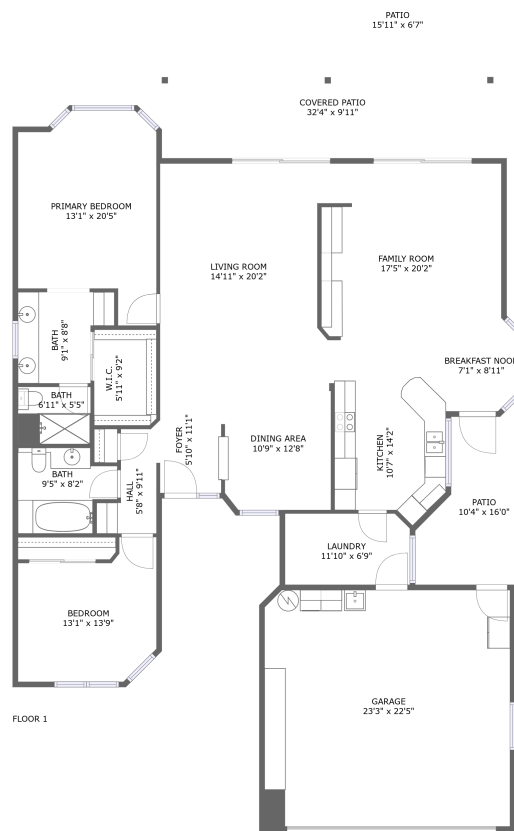 PATIO
15'11" x 6'7"
COVERED PATIO
32'4" x 9'11"
PRIMARY BEDROOM
13'1" x 20'5"
LIVING ROOM
14'11" x 20'2"
FAMILY ROOM
17'5" x 20'2"
BATH
9'1" x 8'8"
W.I.C.
5'11" x 9'2"
BREAKFAST NOO
7'1" x 8'11"
BATH
6'11" x 5'5"
FOYER
5'10" x 11'1"
DINING AREA
10'9" x 12'8"
KITCHEN
10'7" x 14'2"
BATH
9'5" x 8'2"
HALL
5'8" x 9'11"
PATIO
10'4" x 16'0"
LAUNDRY
11'10" x 6'9"
BEDROOM
13'1" x 13'9"
GARAGE
23'3" x 22'5"
FLOOR 1